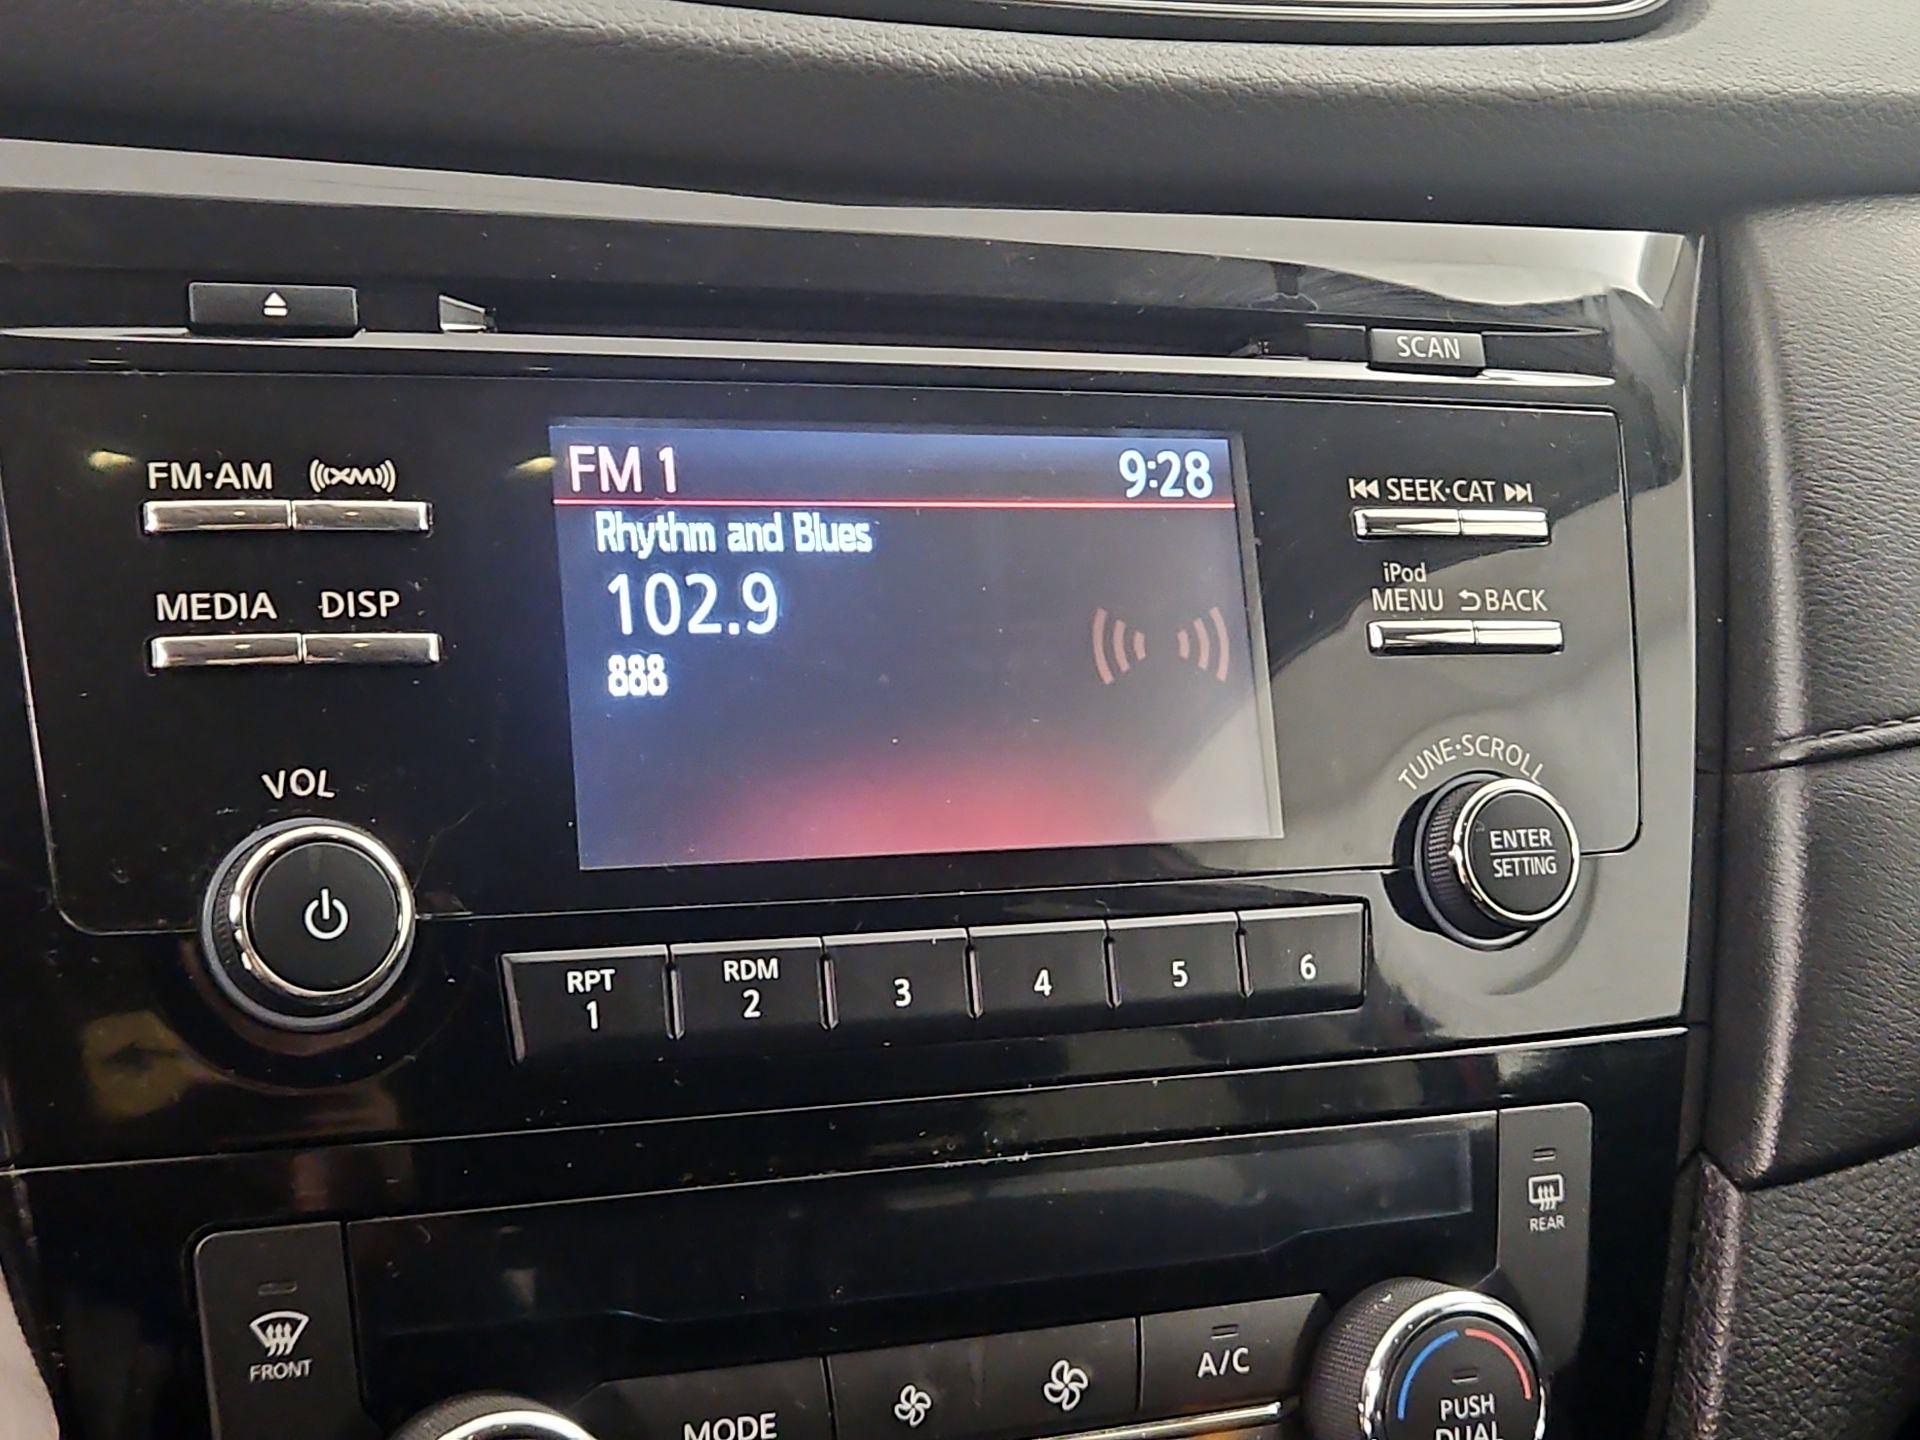 SCAN
FM·AM XM
FM 1 9:28
SEEK·CAT
Rhythm and Blues
102.9
888
MEDIA DISP
iPod
MENU BACK
VOL
TUNE·SCROLL
ENTER
SETTING
RPT
1
RDM
2
3
4
5
6
REAR
FRONT
MODE
A/C
PUSH
DUAL